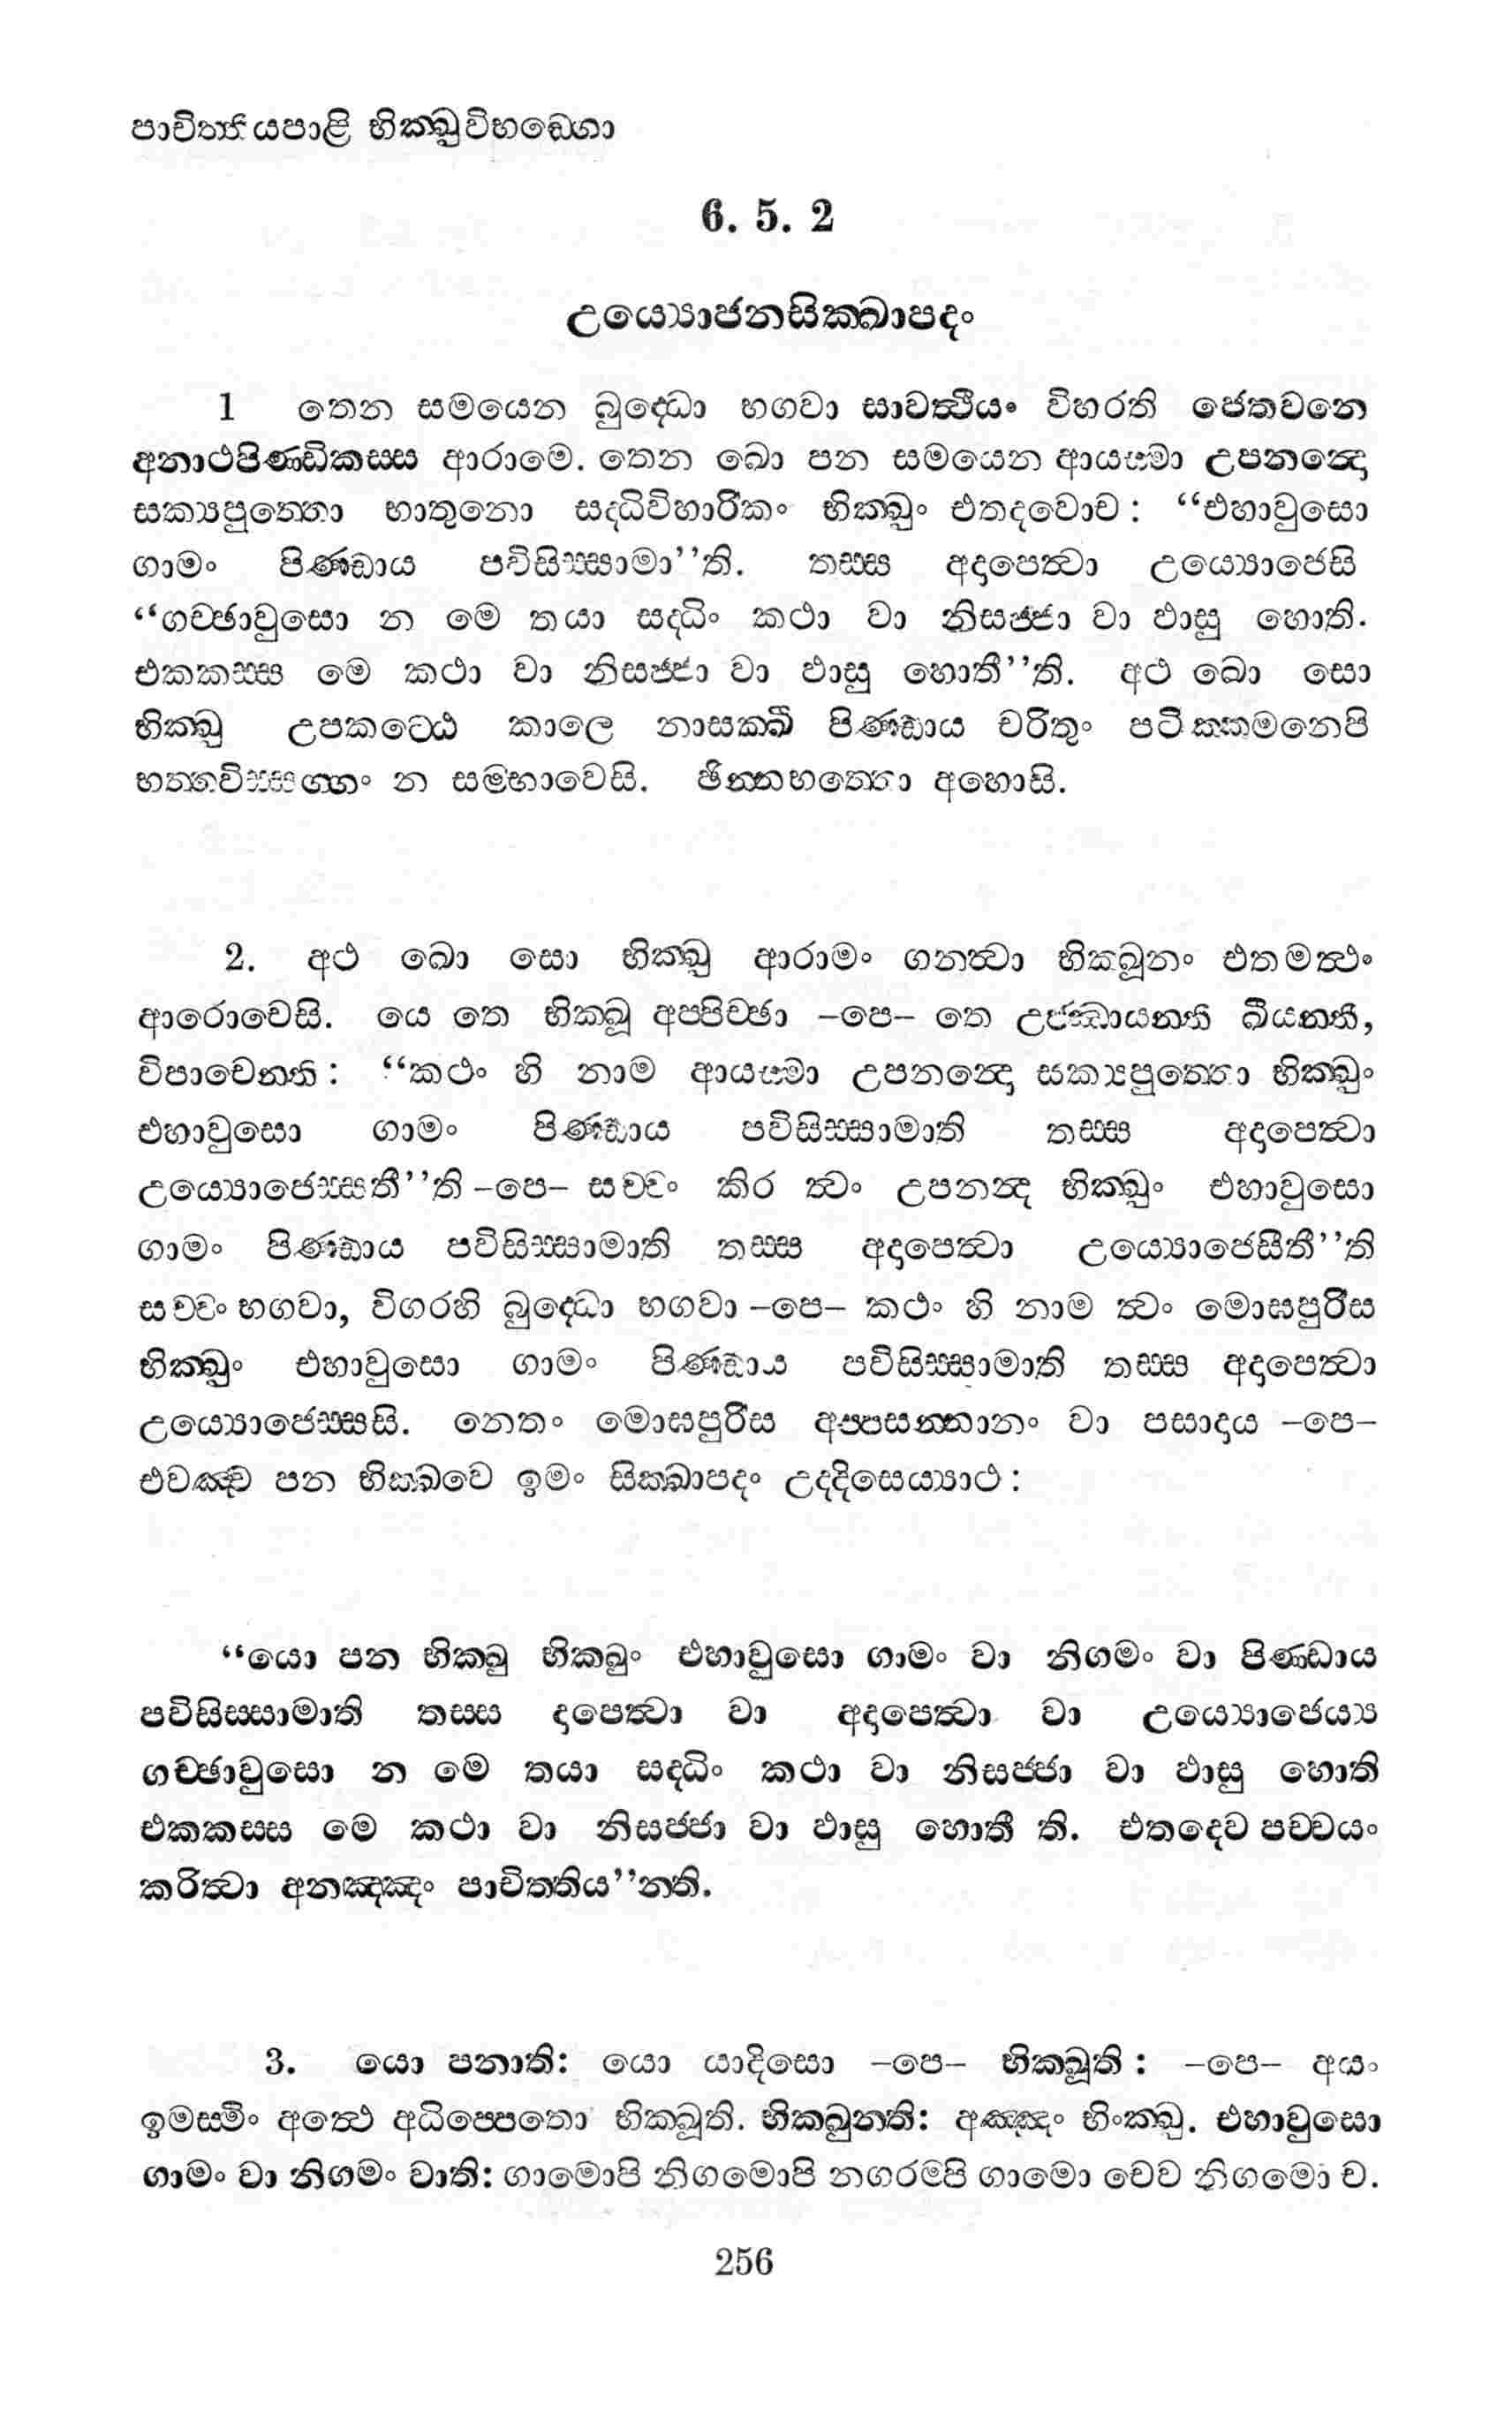 පාචිත්තියපාළි භික්ඛුවිභඞ්ගො
6. 5. 2
උය්‍යොජනසික්ඛාපදං
1 තෙන සමයෙන බුද්ධො භගවා සාවත්ථියං විහරති ජෙතවනෙ
අනාථපිණ්ඩිකස්ස ආරාමෙ. තෙන ඛො පන සමයෙන ආයස්මා උපනන්දො
සක්‍යපුත්තො භාතුනො සද්ධිවිහාරිකං භික්ඛුං එතදවොච : “එහාවුසො
ගාමං පිණ්ඩාය පවිසිස්සාමා’’ති. තස්ස අදාපෙත්වා උය්‍යොජෙසි
“ගච්ඡාවුසො න මෙ තයා සද්ධිං කථා වා නිසජ්ජා වා ඵාසු හොති.
එකකස්ස මෙ කථා වා නිසජ්ජා වා ඵාසු හොතී’’ති. අථ ඛො සො
භික්ඛු උපකට්ඨෙ කාලෙ නාසක්ඛි පිණ්ඩාය චරිතුං පටික්කමනෙපි
භත්තවිස්සග්ගං න සම්භාවෙසි. ඡින්නභත්තො අහොසි.
2. අථ ඛො සො භික්ඛු ආරාමං ගන්ත්වා භික්ඛූනං එතමත්ථං
ආරොචෙසි. යෙ තෙ භික්ඛූ අප්පිච්ඡා –පෙ– තෙ උජ්ඣායන්ති ඛීයන්ති,
විපාචෙන්ති : “කථං හි නාම ආයස්මා උපනන්දො සක්‍යපුත්තො භික්ඛුං
එහාවුසො ගාමං පිණ්ඩාය පවිසිස්සාමාති තස්ස අදාපෙත්වා
උය්‍යොජෙස්සතී’’ති –පෙ– සච්චං කිර ත්වං උපනන්ද භික්ඛුං එහාවුසො
ගාමං පිණ්ඩාය පවිසිස්සාමාති තස්ස අදාපෙත්වා උය්‍යොජෙසීතී’’ති
සච්චං භගවා, විගරහි බුද්ධො භගවා –පෙ– කථං හි නාම ත්වං මොඝපුරිස
භික්ඛුං එහාවුසො ගාමං පිණ්ඩාය පවිසිස්සාමාති තස්ස අදාපෙත්වා
උය්‍යොජෙස්සසි. නෙතං මොඝපුරිස අප්පසන්නානං වා පසාදාය –පෙ–
එවඤ්ච පන භික්ඛවෙ ඉමං සික්ඛාපදං උද්දිසෙය්‍යාථ :
“යො පන භික්ඛු භික්ඛුං එහාවුසො ගාමං වා නිගමං වා පිණ්ඩාය
පවිසිස්සාමාති තස්ස දාපෙත්වා වා අදාපෙත්වා වා උය්‍යොජෙය්‍ය
ගච්ඡාවුසො න මෙ තයා සද්ධිං කථා වා නිසජ්ජා වා ඵාසු හොති
එකකස්ස මෙ කථා වා නිසජ්ජා වා ඵාසු හොතී ති. එතදෙව පච්චයං
කරිත්වා අනඤ්ඤං පාචිත්තිය’’න්ති.
3. යො පනාති: යො යාදිසො –පෙ– භික්ඛූති : –පෙ– අයං
ඉමස්මිං අත්ථෙ අධිප්පෙතො භික්ඛූති. භික්ඛුන්ති: අඤ්ඤං භිංක්ඛු. එහාවුසො
ගාමං වා නිගමං වාති: ගාමොපි නිගමොපි නගරම්පි ගාමො චෙව නිගමො ච.
256